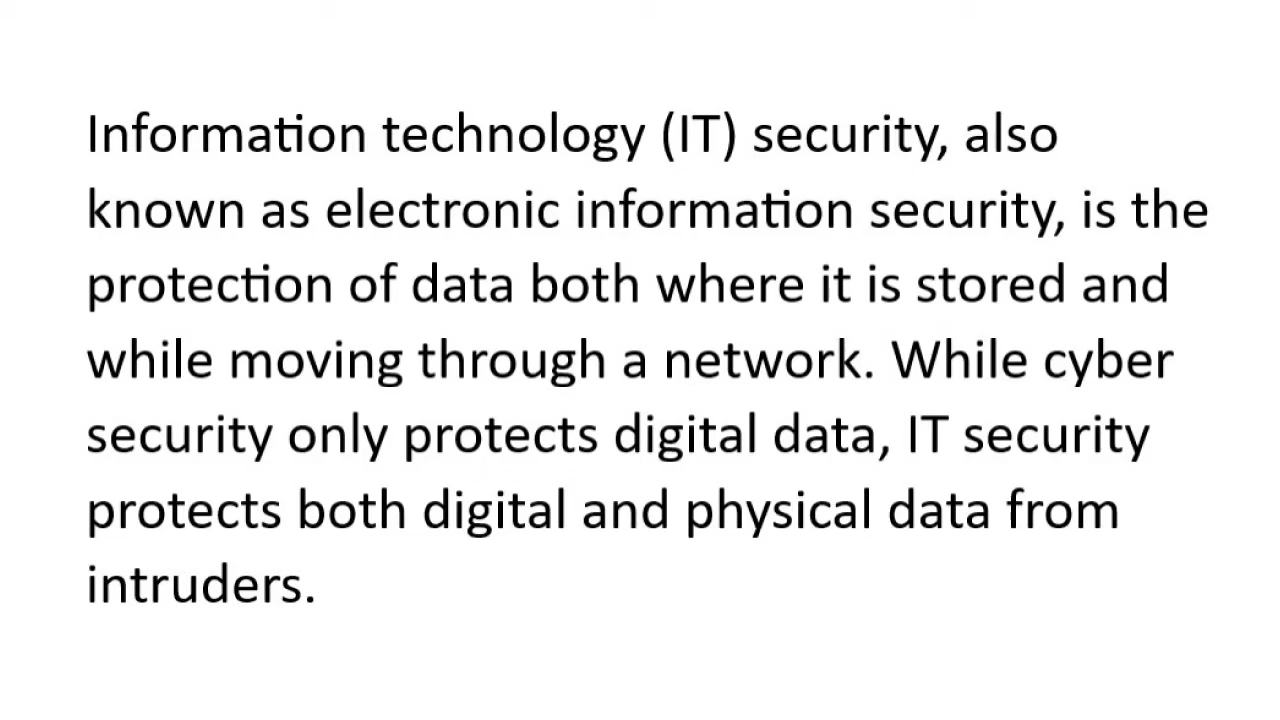 Information technology (IT) security, also
known as electronic information security, is the
protection of data both where it is stored and
while moving through a network. While cyber
security only protects digital data, IT security
protects both digital and physical data from
intruders.